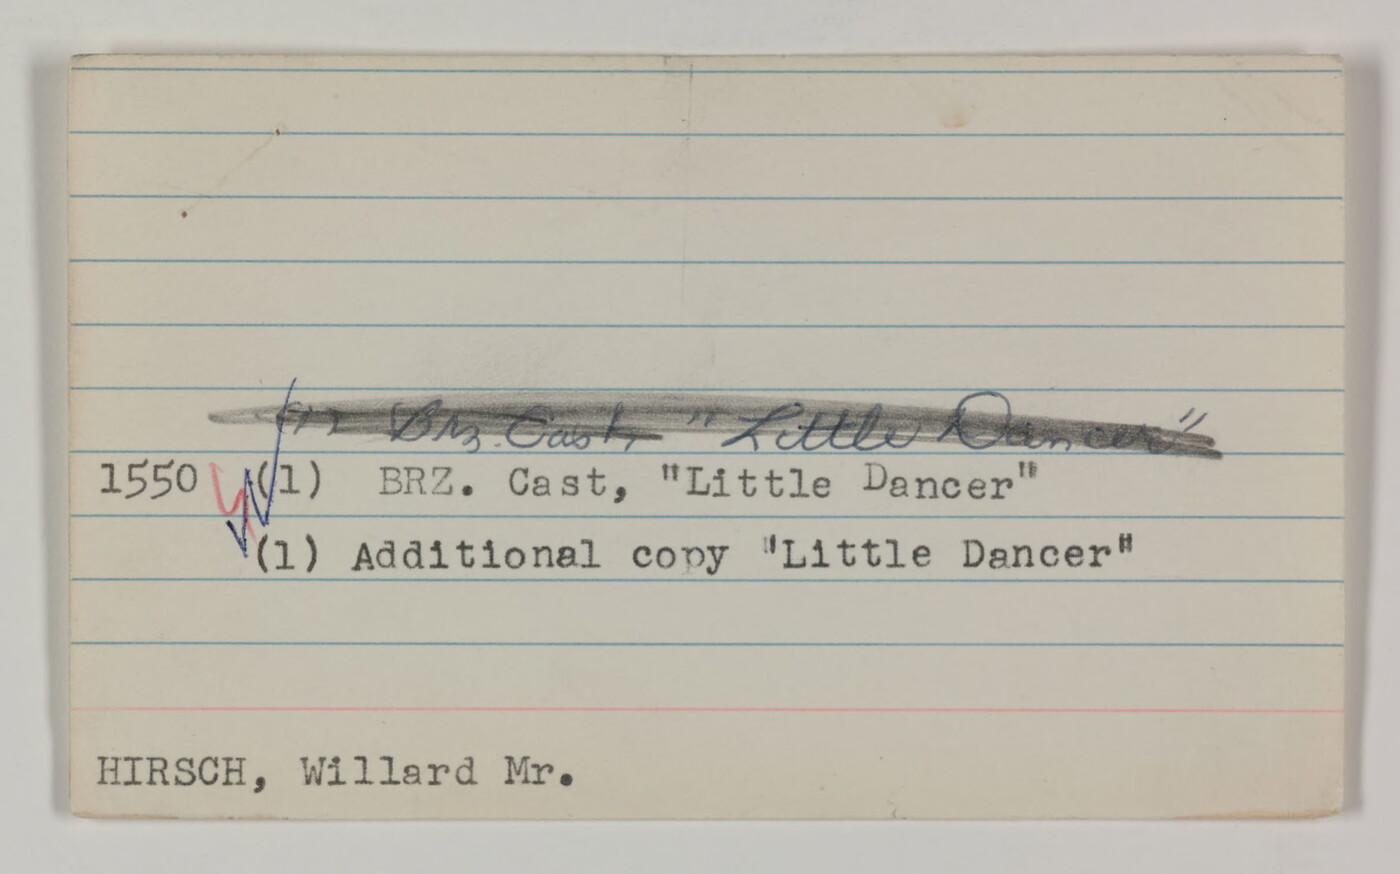 (1) Brz. Cast, "Little Dancer"
1550 (1) BRZ. Cast, "Little Dancer"
(1) Additional copy "Little Dancer"
HIRSCH, Willard Mr.